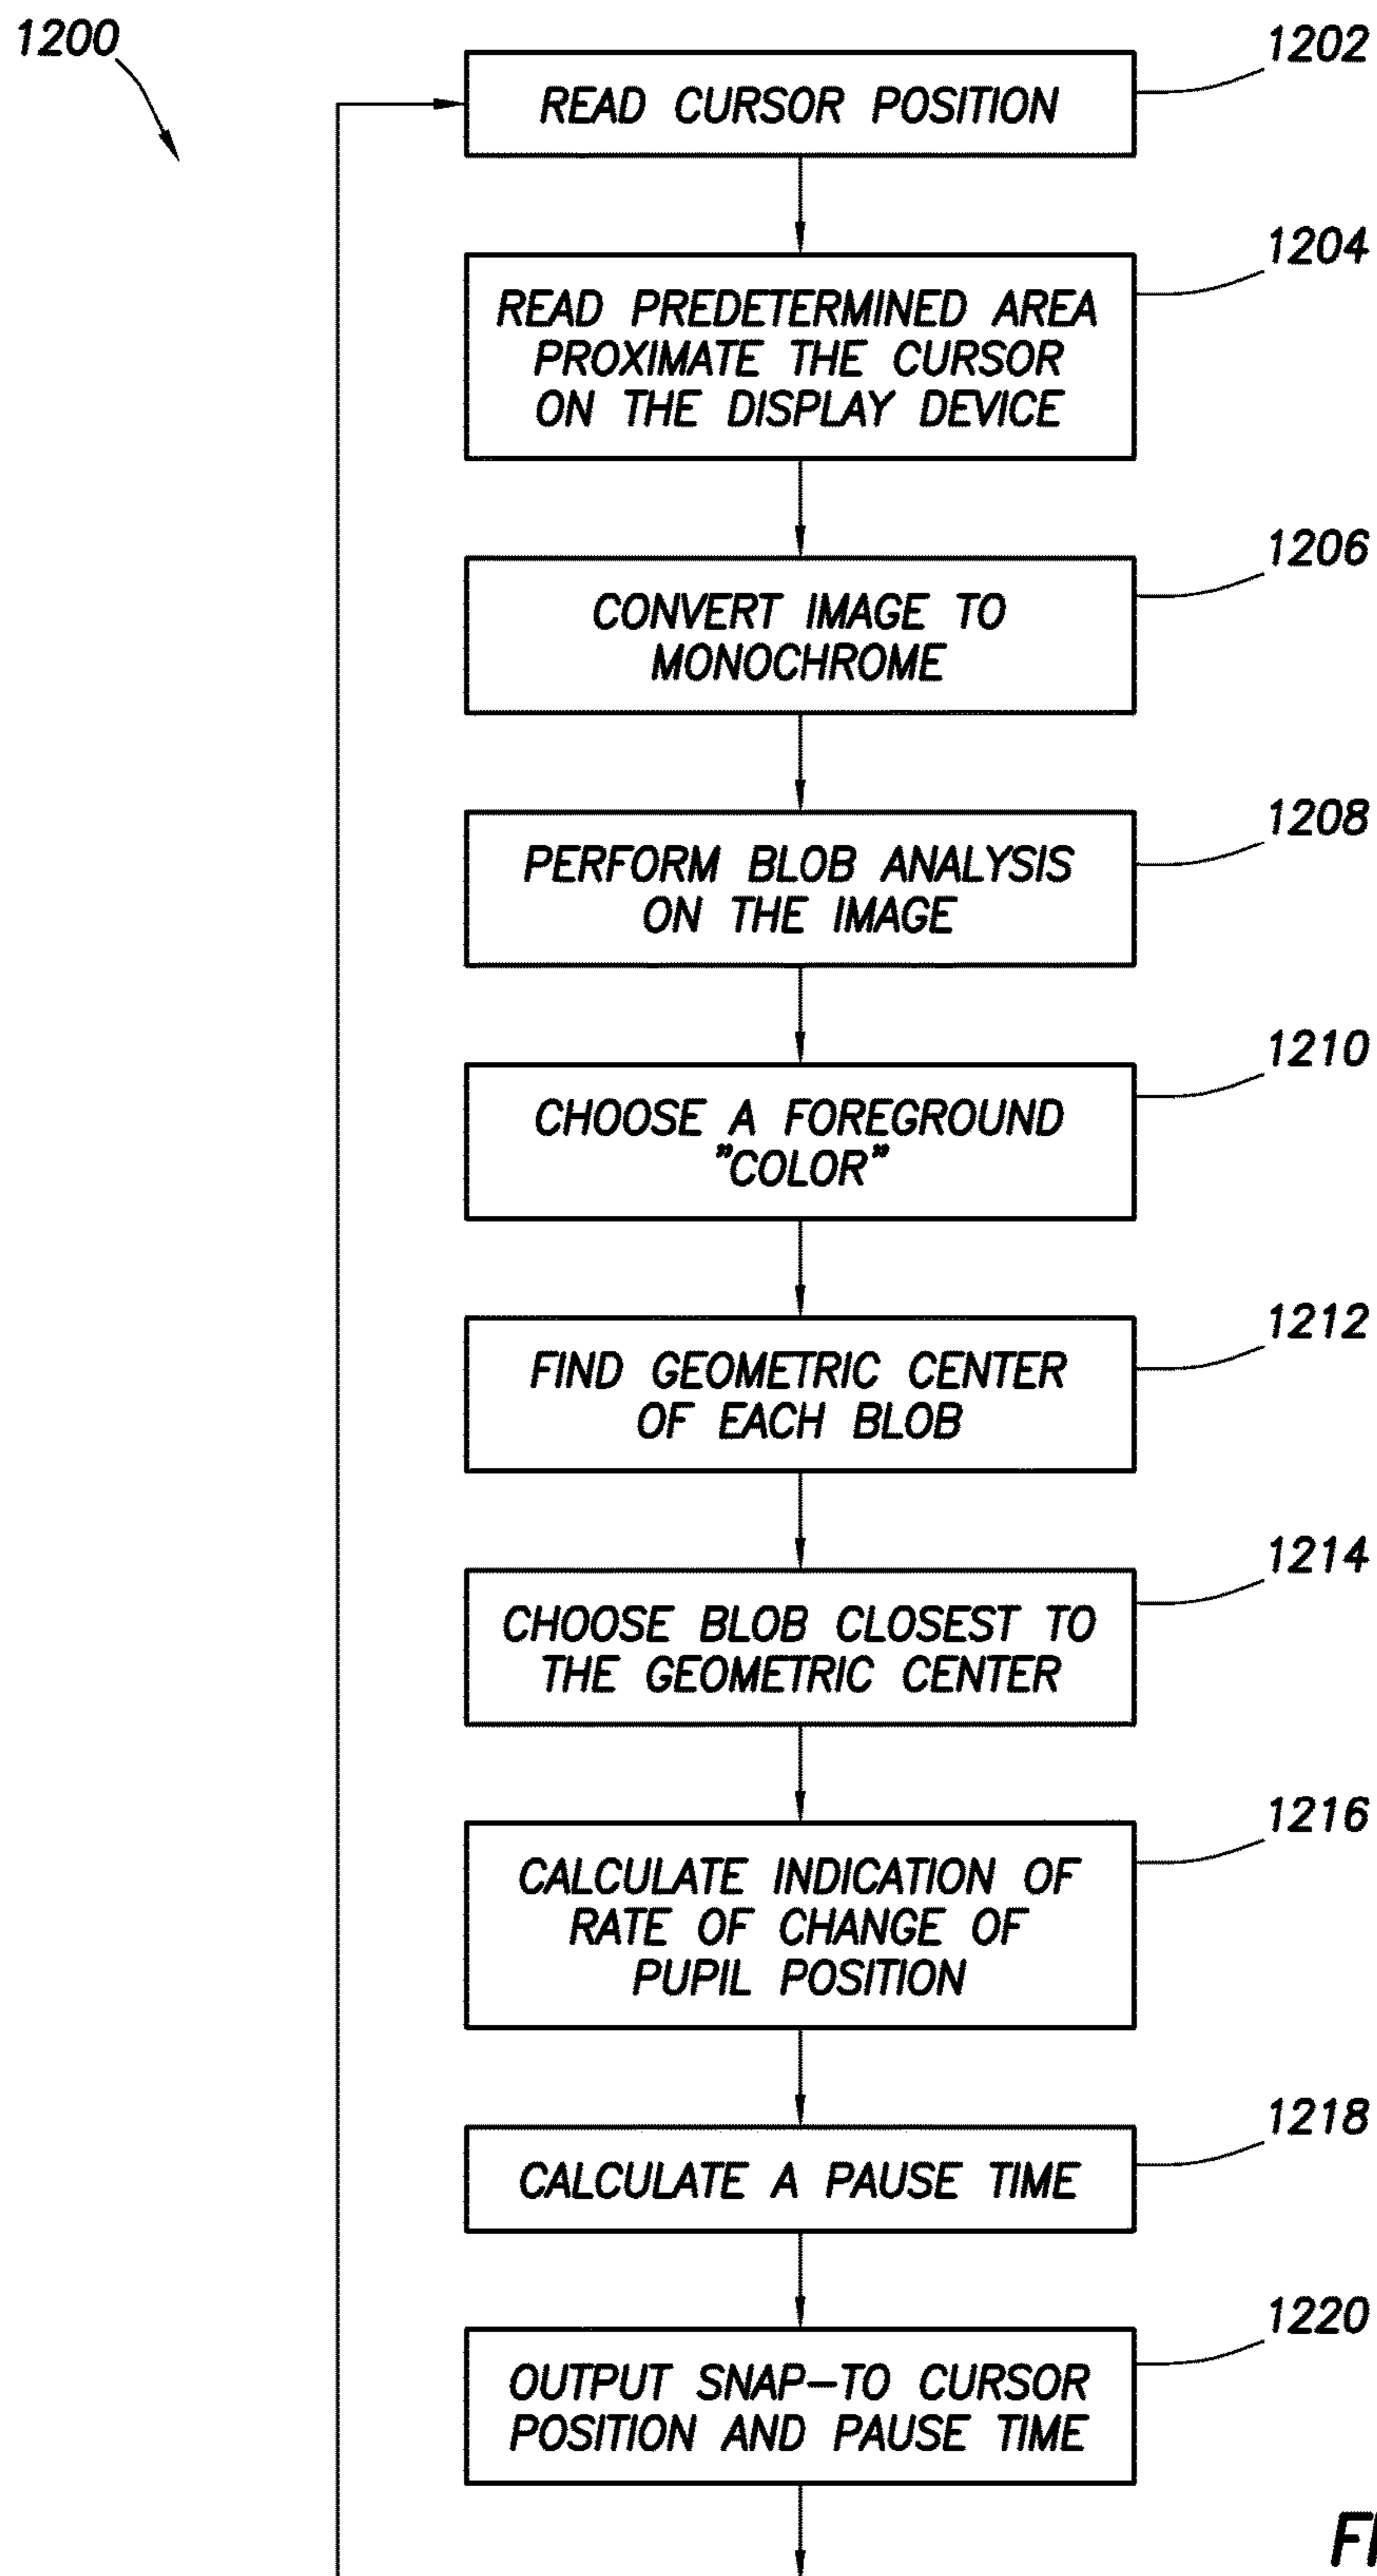 1200
1202
READ CURSOR POSITION
1204
READ PREDETERMINED AREA
PROXIMATE THE CURSOR
ON THE DISPLAY DEVICE
1206
CONVERT IMAGE TO
MONOCHROME
1208
PERFORM BLOB ANALYSIS
ON THE IMAGE
1210
CHOOSE A FOREGROUND
"COLOR"
1212
FIND GEOMETRIC CENTER
OF EACH BLOB
1214
CHOOSE BLOB CLOSEST TO
THE GEOMETRIC CENTER
1216
CALCULATE INDICATION OF
RATE OF CHANGE OF
PUPIL POSITION
1218
CALCULATE A PAUSE TIME
1220
OUTPUT SNAP-TO CURSOR
POSITION AND PAUSE TIME